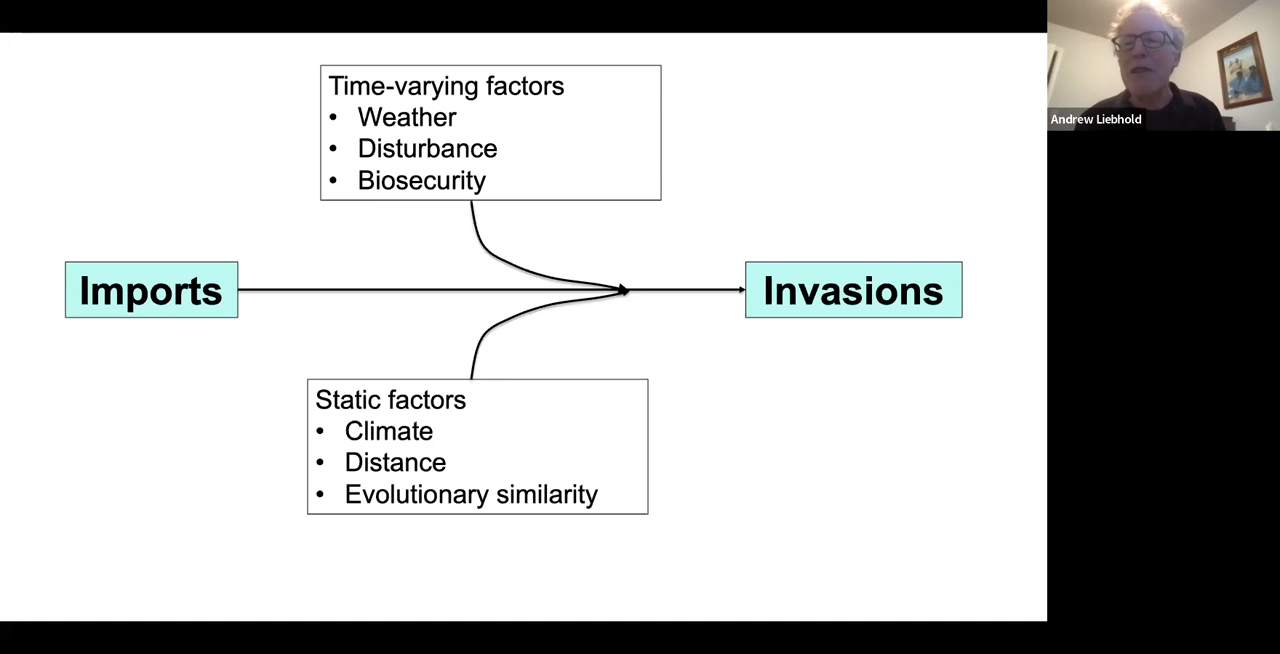 Time-varying factors
• Weather
• Disturbance
• Biosecurity
Imports
Invasions
Static factors
• Climate
• Distance
• Evolutionary similarity
Andrew Liebhold